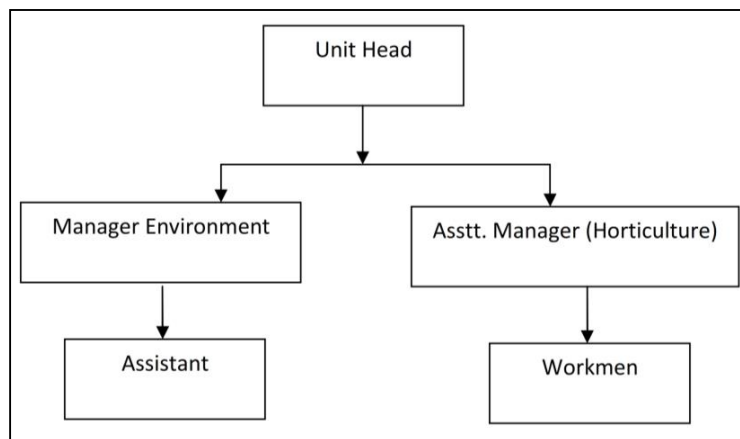 Unit Head
Manager Environment
Asstt. Manager (Horticulture)
Assistant
Workmen